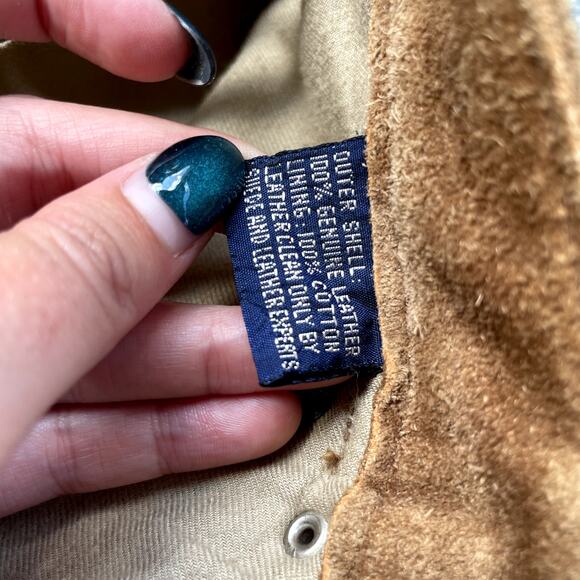 OUTER SHELL:
100% GENUINE LEATHER
LINING: 100% COTTON
LEATHER CLEAN ONLY BY
SUEDE AND LEATHER EXPERTS